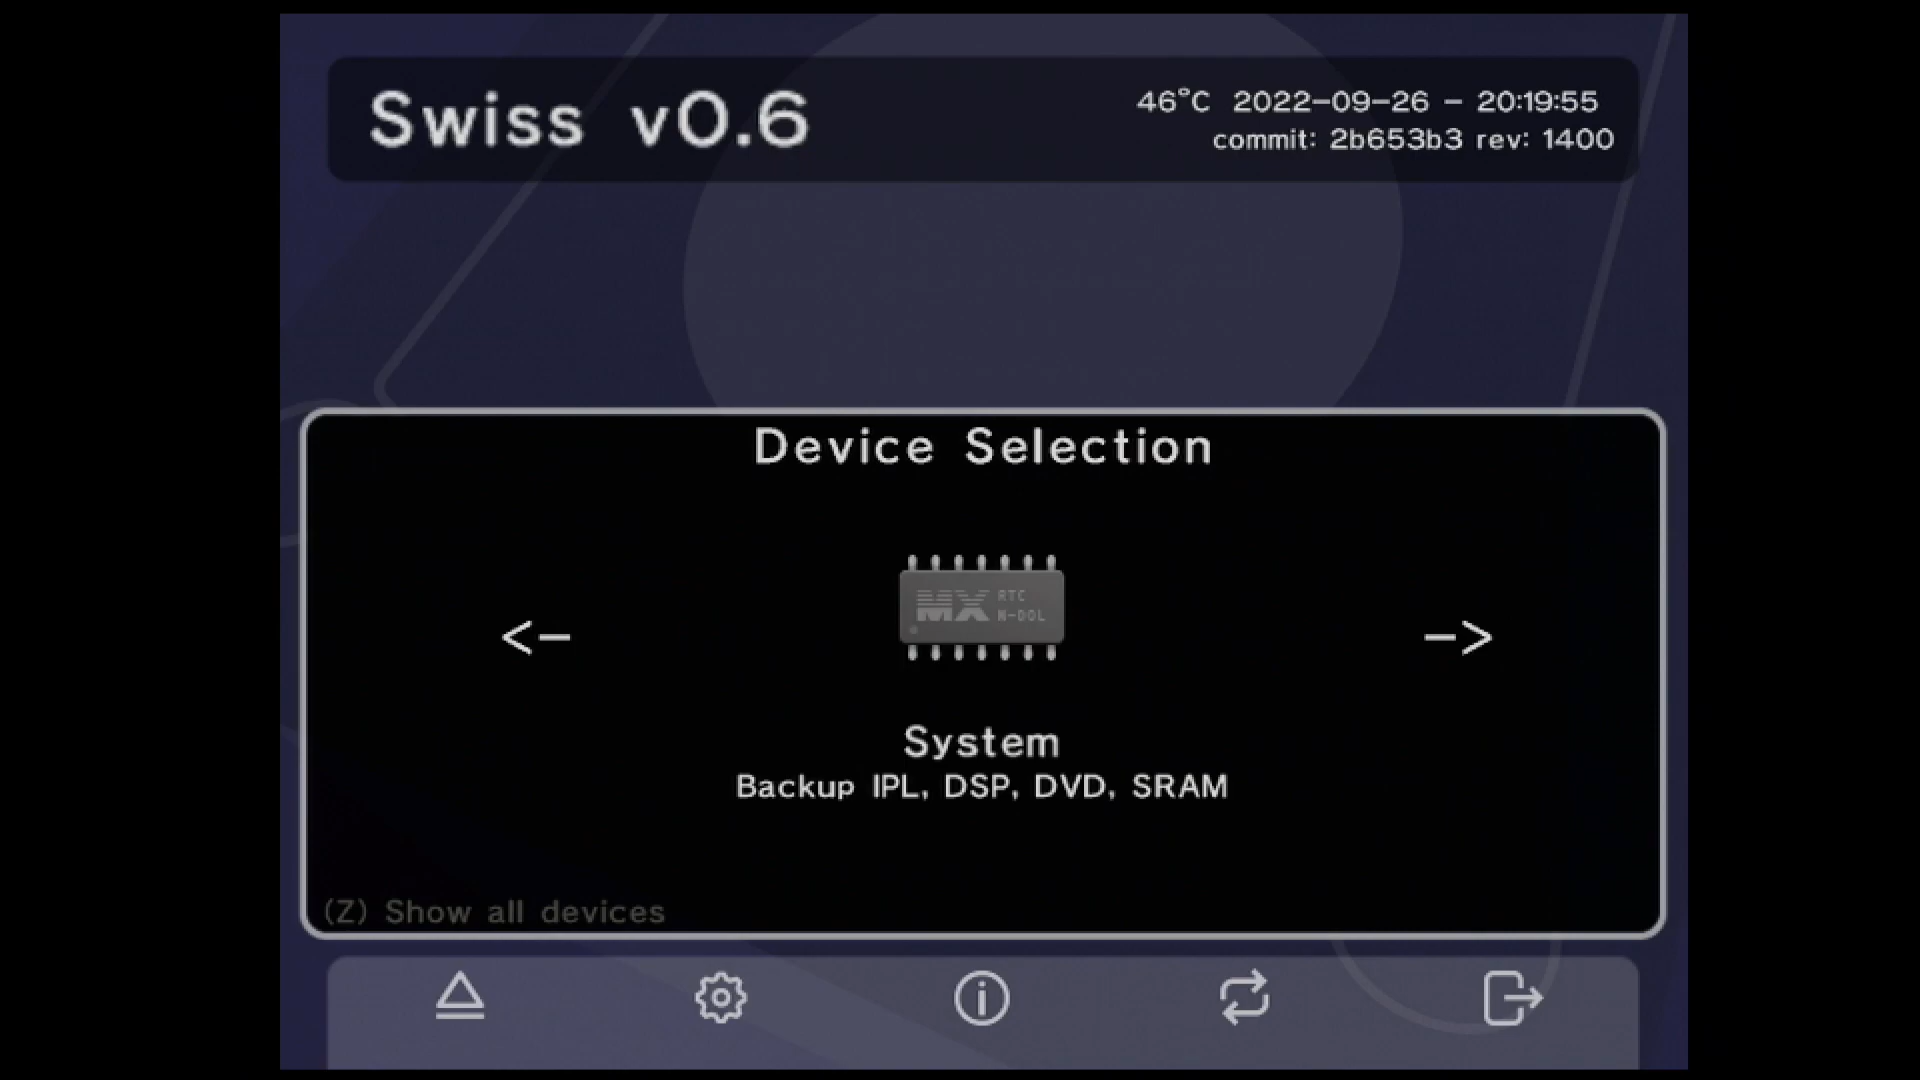 Swiss v0.6
46°C 2022-09-26 - 20:19:55
commit: 2b653b3 rev: 1400
Device Selection
<-
MX
RTC
N-DOL
->
System
Backup IPL, DSP, DVD, SRAM
(Z) Show all devices